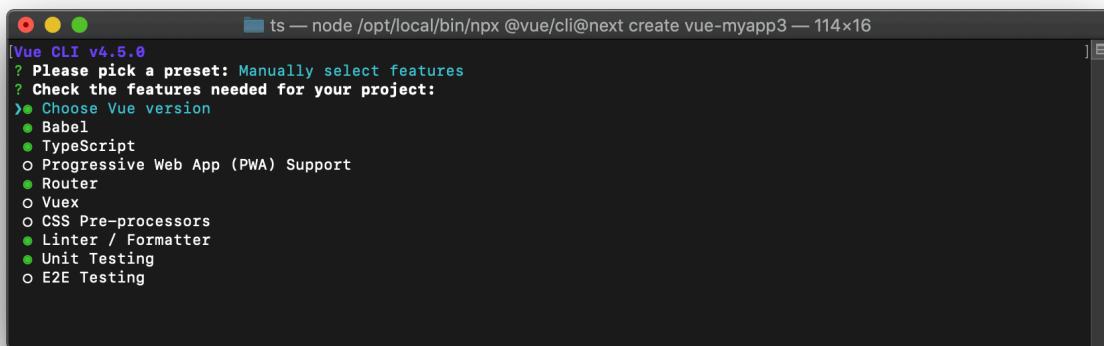 ts — node /opt/local/bin/npx @vue/cli@next create vue-myapp3 — 114×16
[Vue CLI v4.5.0 ]
? Please pick a preset: Manually select features
? Check the features needed for your project:
❯◉ Choose Vue version
◉ Babel
◉ TypeScript
◯ Progressive Web App (PWA) Support
◉ Router
◯ Vuex
◯ CSS Pre-processors
◉ Linter / Formatter
◉ Unit Testing
◯ E2E Testing